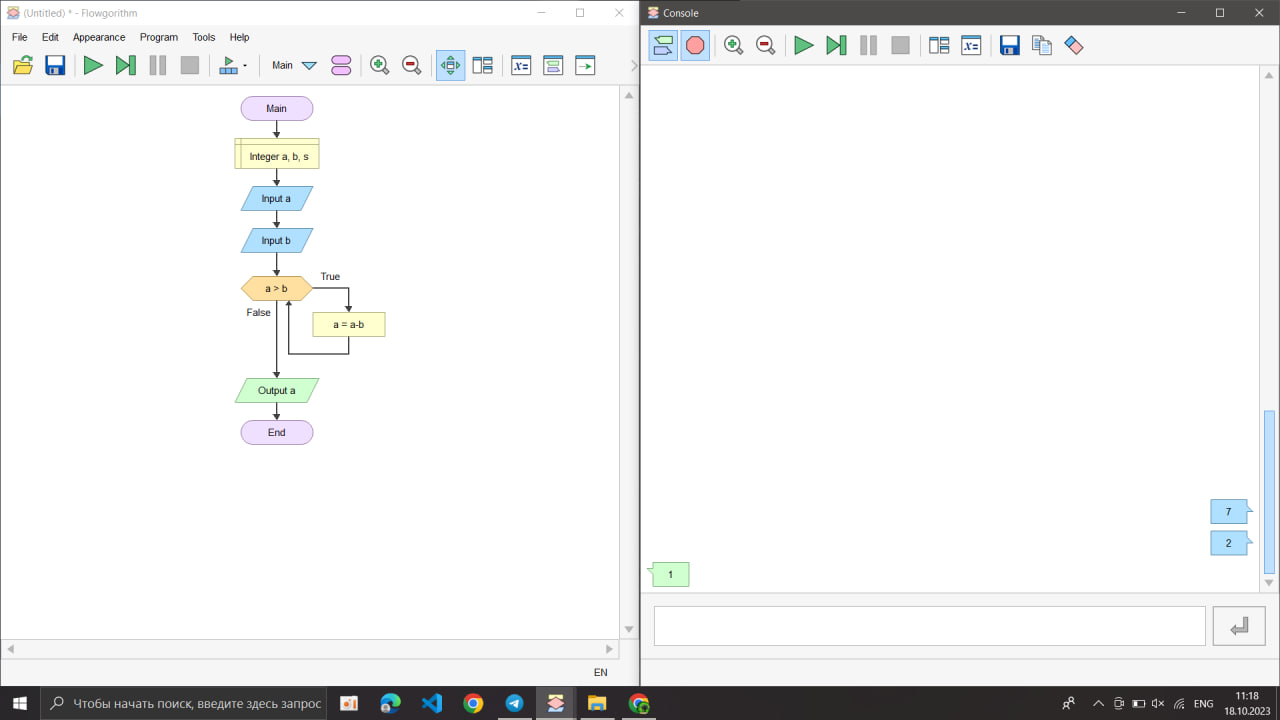 (Untitled) * - Flowgorithm
File Edit Appearance Program Tools Help
Main
Main
Integer a, b, s
Input a
Input b
a > b
True
False
a = a-b
Output a
End
EN
Console
7
2
1
Чтобы начать поиск, введите здесь запрос
ENG
11:18
18.10.2023